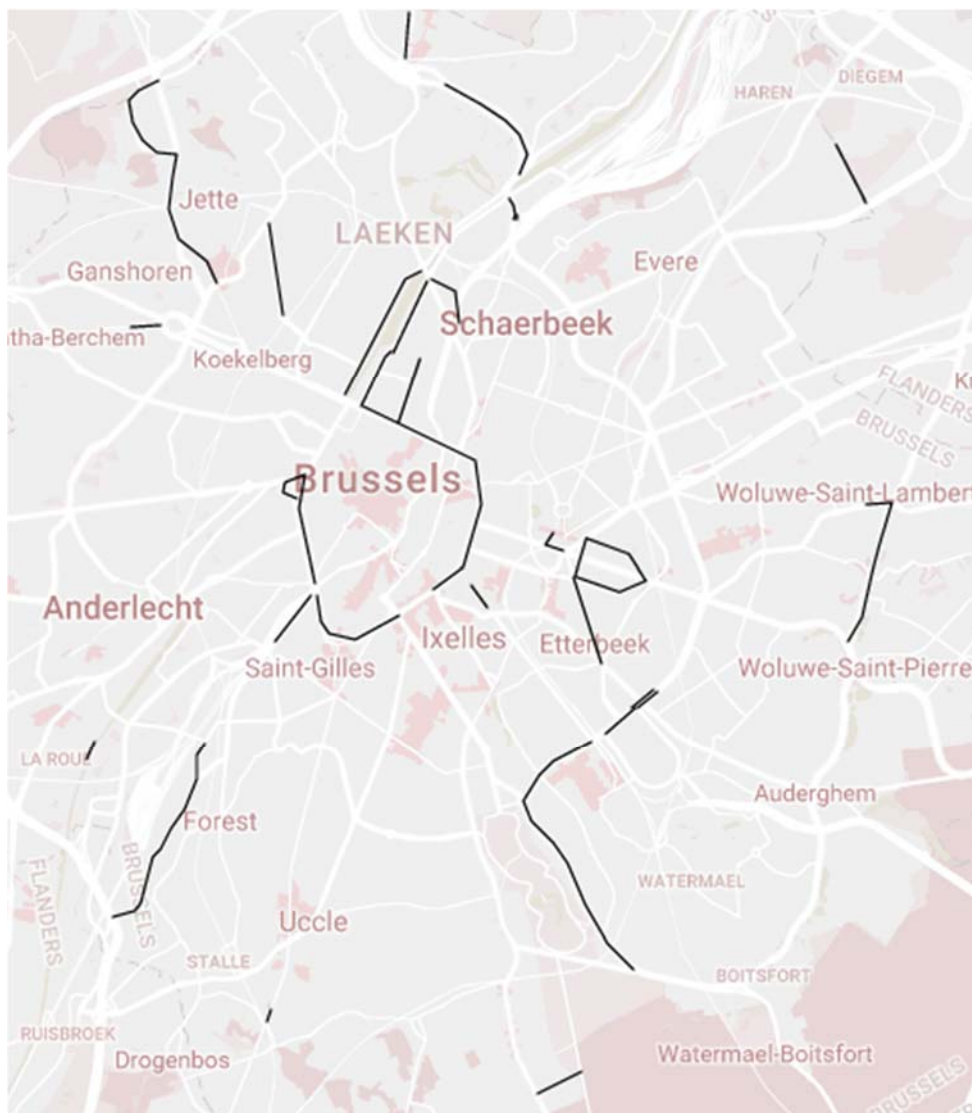 DIEGEM
HAREN
Jette
LAEKEN
Evere
Ganshoren
Schaerbeek
tha-Berchem
Koekelberg
FLANDERS
BRUSSELS
Brussels
Woluwe-Saint-Lambert
Anderlecht
Ixelles
Etterbeek
Saint-Gilles
Woluwe-Saint-Pierre
LA ROUE
Auderghem
Forest
BRUSSELS
FLANDERS
WATERMAEL
Uccle
STALLE
BOITSFORT
RUISBROEK
Drogenbos
Watermael-Boitsfort
BRUSSELS